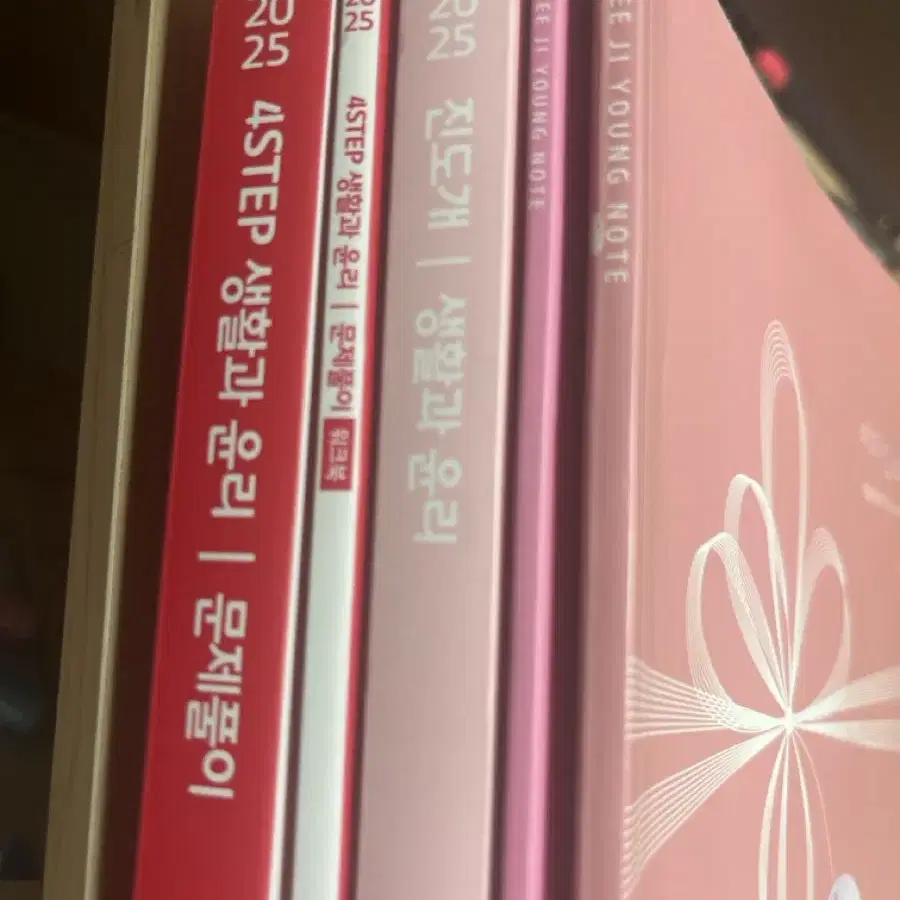 2025 4STEP 생활과 윤리 | 문제풀이
2025 4STEP 생활과 윤리 | 문제풀이 워크북
2025 진도개 | 생활과 윤리
EE JI YOUNG NOTE
EE JI YOUNG NOTE